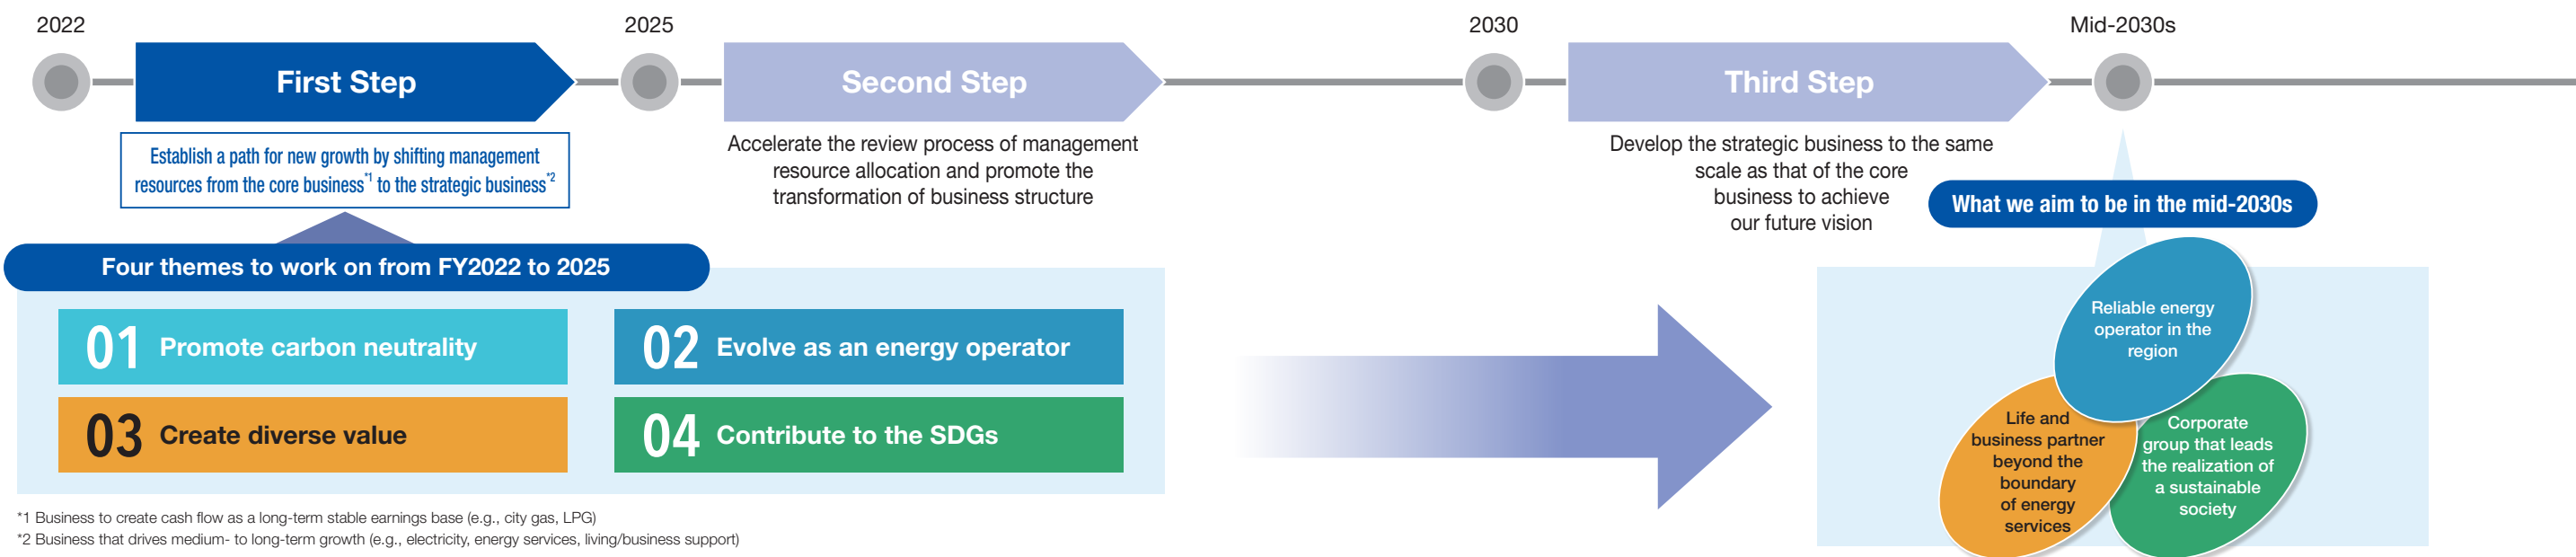 2022
2025
2030
Mid-2030s
First Step
Second Step
Third Step
Establish a path for new growth by shifting management
resources from the core business*1 to the strategic business*2
Accelerate the review process of management
resource allocation and promote the
transformation of business structure
Develop the strategic business to the same
scale as that of the core
business to achieve
our future vision
What we aim to be in the mid-2030s
Four themes to work on from FY2022 to 2025
01 Promote carbon neutrality
02 Evolve as an energy operator
03 Create diverse value
04 Contribute to the SDGs
Reliable energy
operator in the
region
Life and
business partner
beyond the
boundary
of energy
services
Corporate
group that leads
the realization of
a sustainable
society
*1 Business to create cash flow as a long-term stable earnings base (e.g., city gas, LPG)
*2 Business that drives medium- to long-term growth (e.g., electricity, energy services, living/business support)